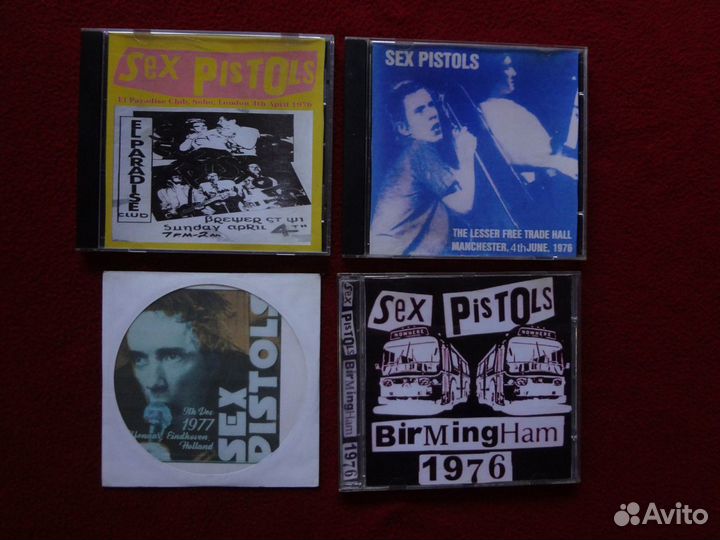 Sex PISTOLS
El Paradise Club, Soho, London 4th April 1976
EL PARADISE
CLUB
BREWER ST W1
SUNDAY APRIL 4TH
7PM-2AM
SEX PISTOLS
THE LESSER FREE TRADE HALL
MANCHESTER, 4th JUNE, 1976
9th Dec
1977
Eindhoven
Holland
SEX
PISTOLS
SEX PISTOLS BirMingHam 1976
Sex PISTOLS
NOWHERE
NOWHERE
BirMingHam
1976
Avito